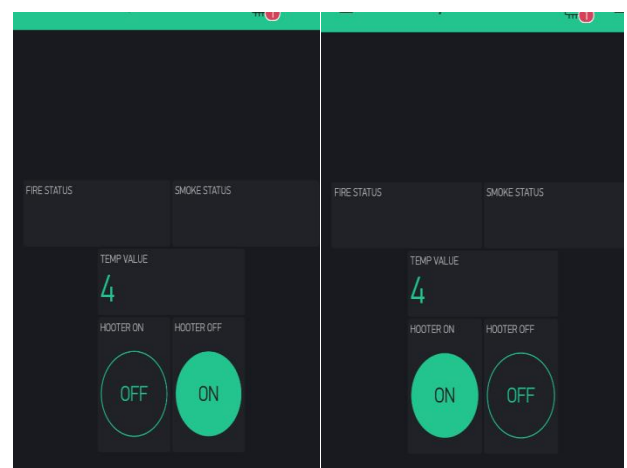 FIRE STATUS
SMOKE STATUS
TEMP VALUE
4
HOOTER ON
HOOTER OFF
OFF
ON
FIRE STATUS
SMOKE STATUS
TEMP VALUE
4
HOOTER ON
HOOTER OFF
ON
OFF